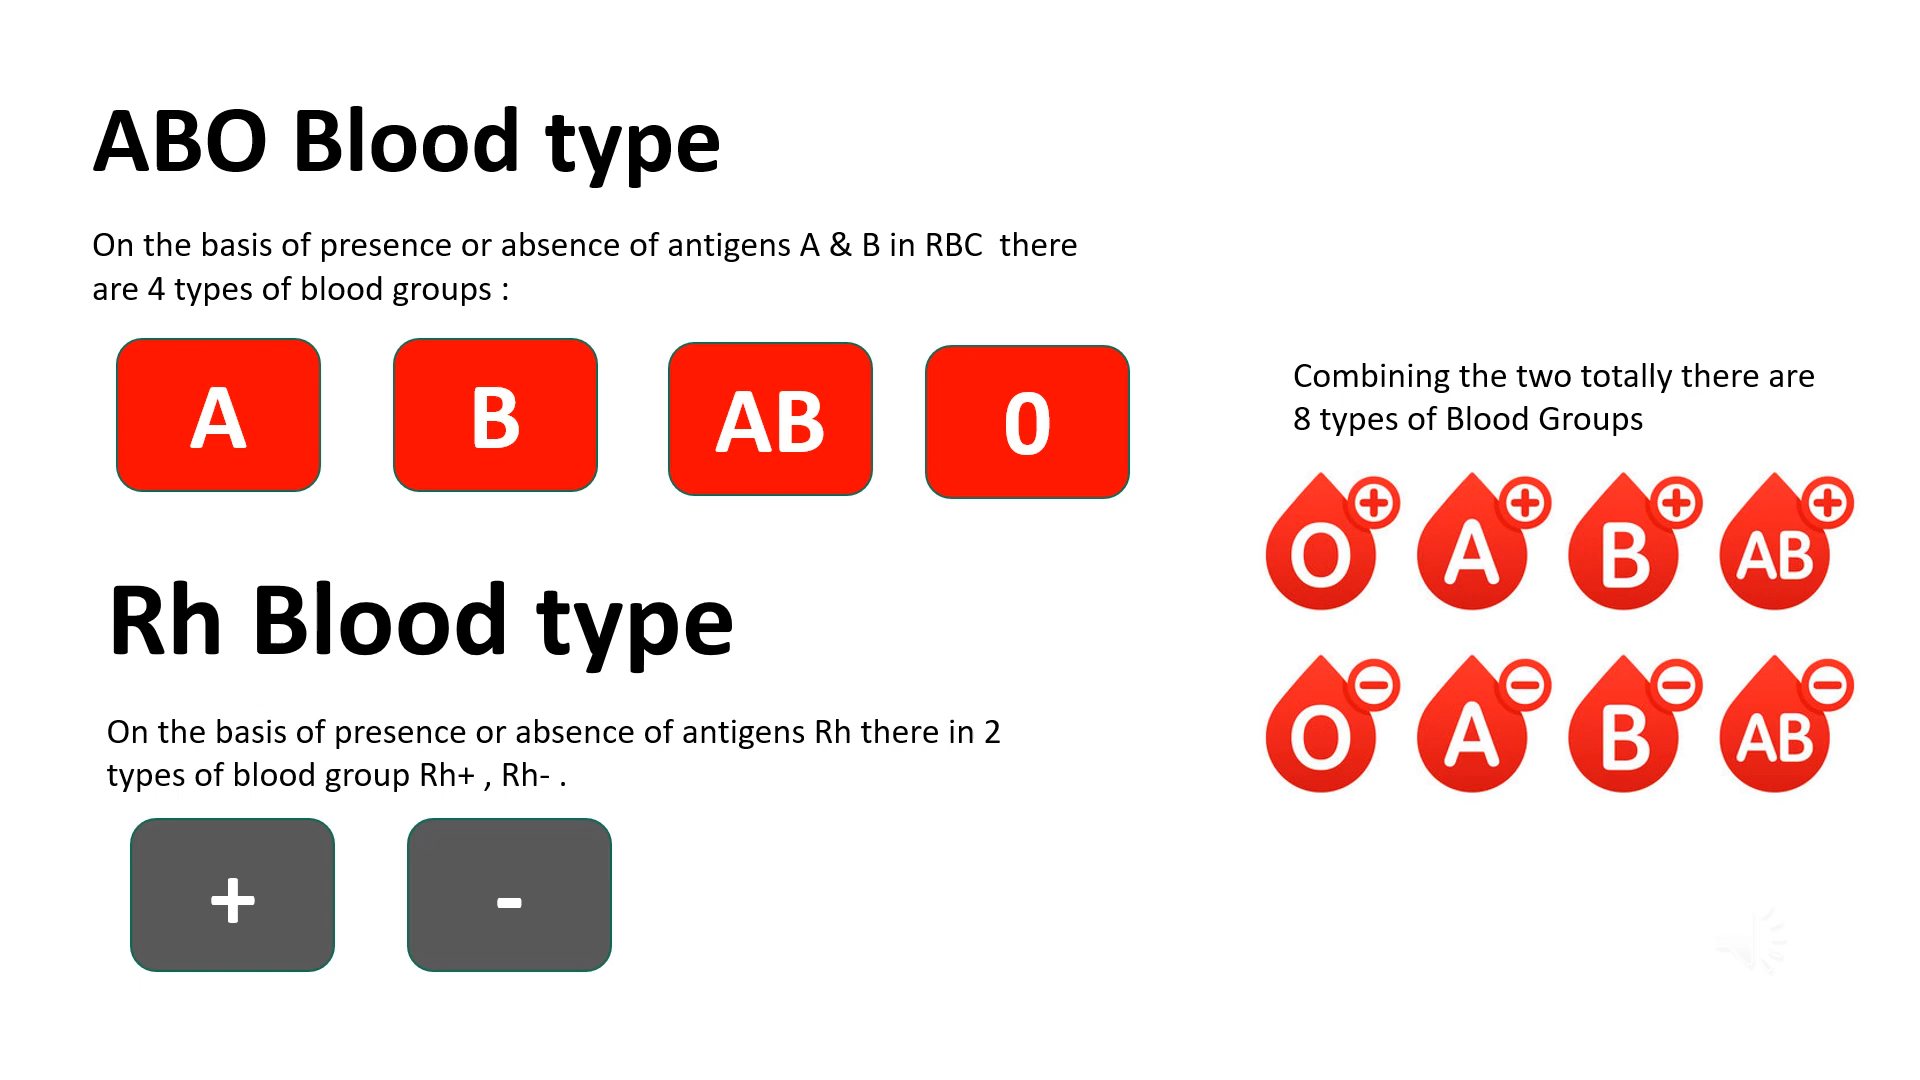 ABO Blood type
On the basis of presence or absence of antigens A & B in RBC  there
are 4 types of blood groups :
A B AB 0
Rh Blood type
On the basis of presence or absence of antigens Rh there in 2
types of blood group Rh+ , Rh- .
+ -
Combining the two totally there are
8 types of Blood Groups
O+ A+ B+ AB+
O- A- B- AB-